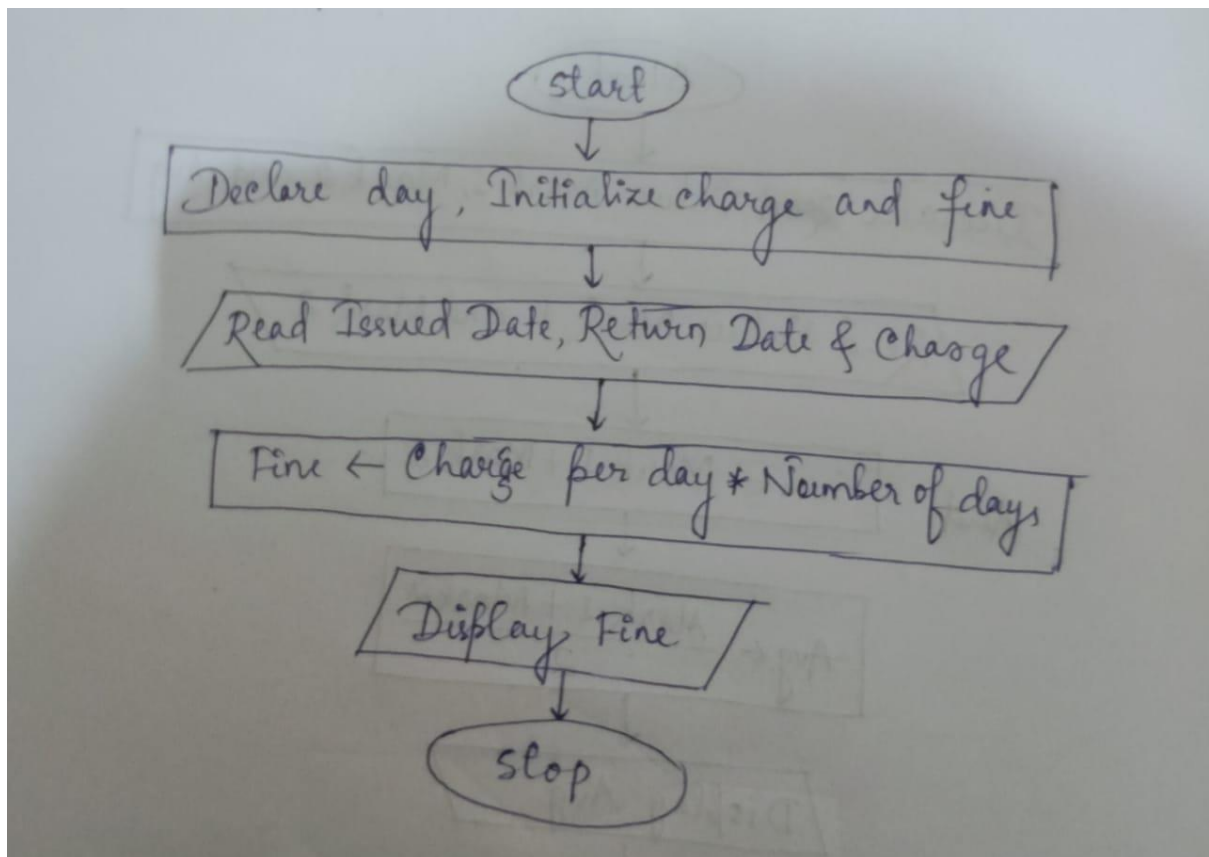 start
Declare day, Initialize charge and fine
Read Issued Date, Return Date & Charge
Fine ← Charge per day * Number of days
Display Fine
stop